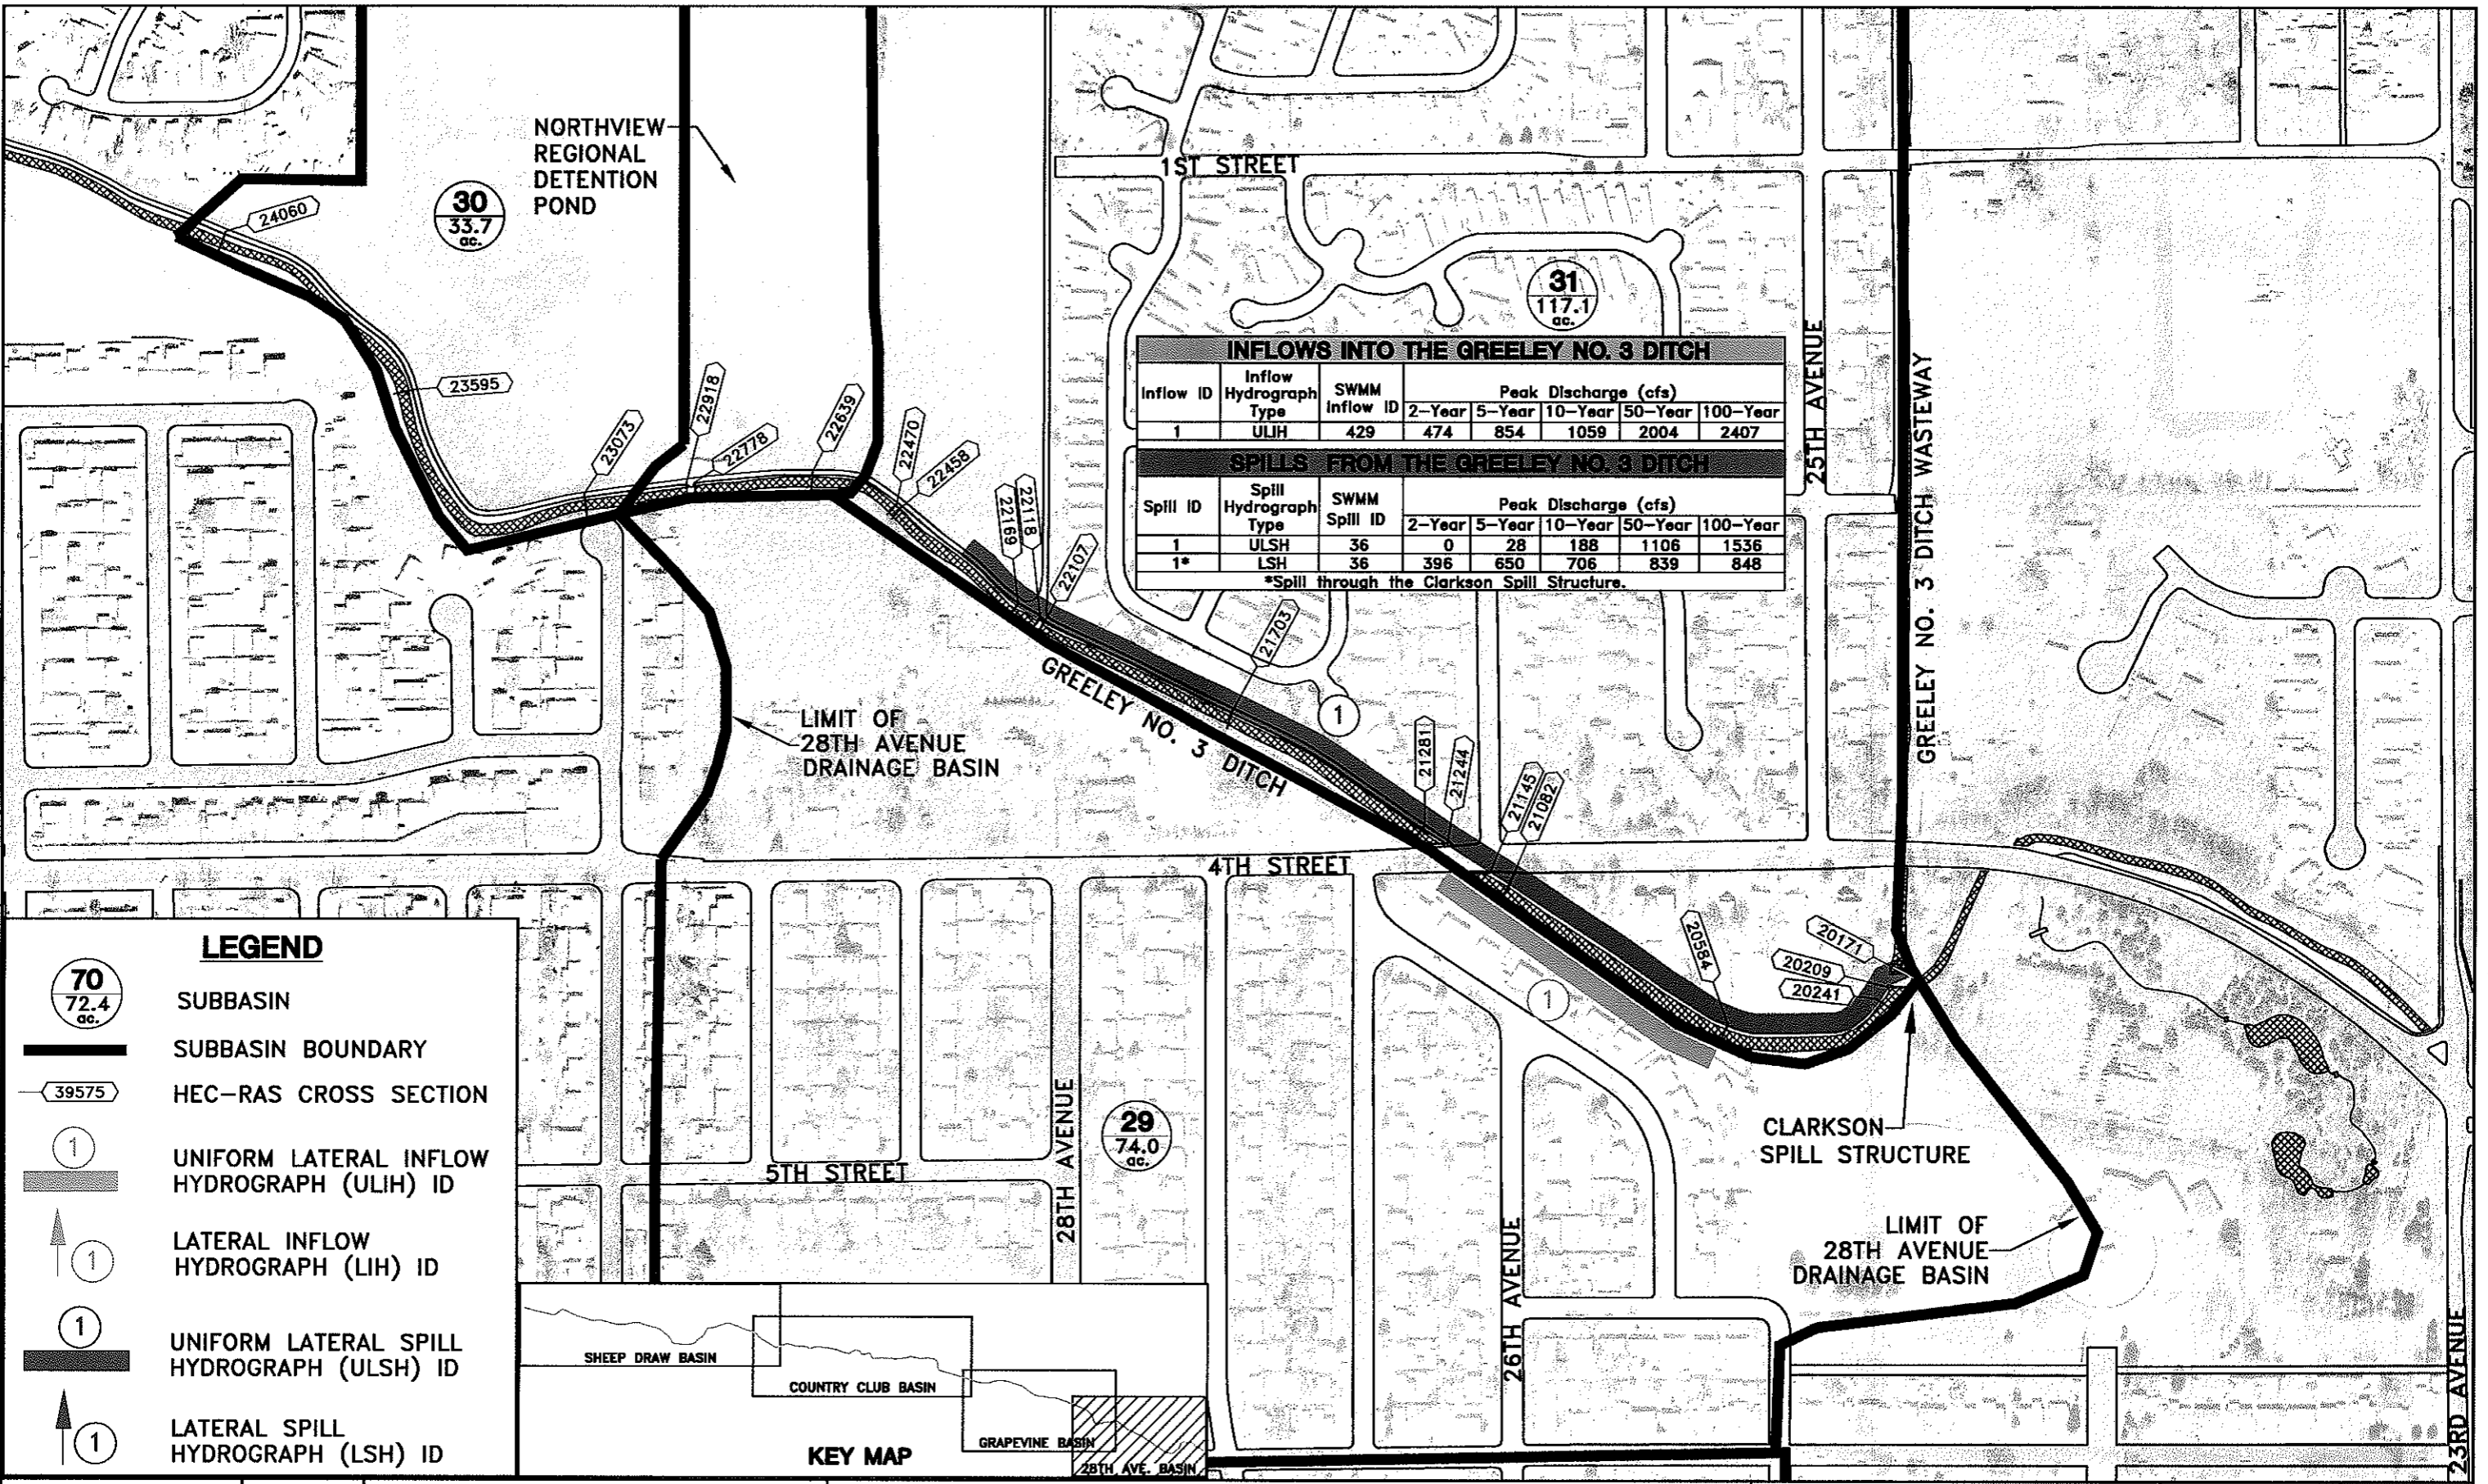 NORTHVIEW
REGIONAL
DETENTION
POND
30
33.7
ac.
24060
23595
23073
22918
22778
22639
22470
22458
22169
22118
22107
1ST STREET
31
117.1
ac.
25TH AVENUE
GREELEY NO. 3 DITCH WASTEWAY
INFLOWS INTO THE GREELEY NO. 3 DITCH
Inflow ID Inflow Hydrograph Type SWMM Inflow ID Peak Discharge (cfs)
2-Year 5-Year 10-Year 50-Year 100-Year
1 ULIH 429 474 854 1059 2004 2407
SPILLS FROM THE GREELEY NO. 3 DITCH
Spill ID Spill Hydrograph Type SWMM Spill ID Peak Discharge (cfs)
2-Year 5-Year 10-Year 50-Year 100-Year
1 ULSH 36 0 28 188 1106 1536
1* LSH 36 396 650 706 839 848
*Spill through the Clarkson Spill Structure.
21703
GREELEY NO. 3 DITCH
1
LIMIT OF
28TH AVENUE
DRAINAGE BASIN
21281
21244
21145
21082
4TH STREET
20584
20171
20209
20241
1
CLARKSON
SPILL STRUCTURE
LIMIT OF
28TH AVENUE
DRAINAGE BASIN
28TH AVENUE
29
74.0
ac.
5TH STREET
26TH AVENUE
23RD AVENUE
LEGEND
70
72.4
ac.
SUBBASIN
SUBBASIN BOUNDARY
39575
HEC-RAS CROSS SECTION
1
UNIFORM LATERAL INFLOW
HYDROGRAPH (ULIH) ID
1
LATERAL INFLOW
HYDROGRAPH (LIH) ID
1
UNIFORM LATERAL SPILL
HYDROGRAPH (ULSH) ID
1
LATERAL SPILL
HYDROGRAPH (LSH) ID
SHEEP DRAW BASIN
COUNTRY CLUB BASIN
GRAPEVINE BASIN
28TH AVE. BASIN
KEY MAP